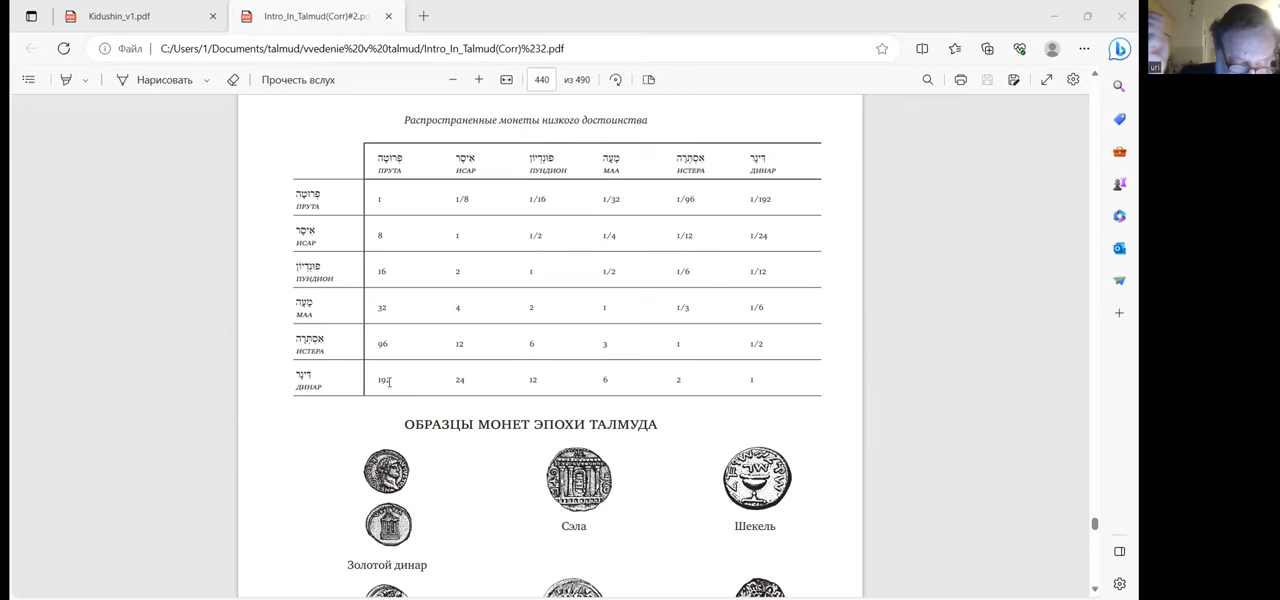 Kidushin_v1.pdf
Intro_In_Talmud(Corr)#2.pd
Файл
C:/Users/1/Documents/talmud/vvedenie%20v%20talmud/Intro_In_Talmud(Corr)%232.pdf
Нарисовать
Прочесть вслух
440 из 490
uri
Распространенные монеты низкого достоинства
פְּרוּטָה אִיסָר פּוּנְדְיוֹן מָעָה אִסְתְּרָה דִּינָר
ПРУТА ИСАР ПУНДИОН МАА ИСТЕРА ДИНАР
פְּרוּטָה
ПРУТА 1 1/8 1/16 1/32 1/96 1/192
אִיסָר
ИСАР 8 1 1/2 1/4 1/12 1/24
פּוּנְדְיוֹן
ПУНДИОН 16 2 1 1/2 1/6 1/12
מָעָה
МАА 32 4 2 1 1/3 1/6
אִסְתְּרָה
ИСТЕРА 96 12 6 3 1 1/2
דִּינָר
ДИНАР 192 24 12 6 2 1
ОБРАЗЦЫ МОНЕТ ЭПОХИ ТАЛМУДА
Сэла
Шекель
Золотой динар